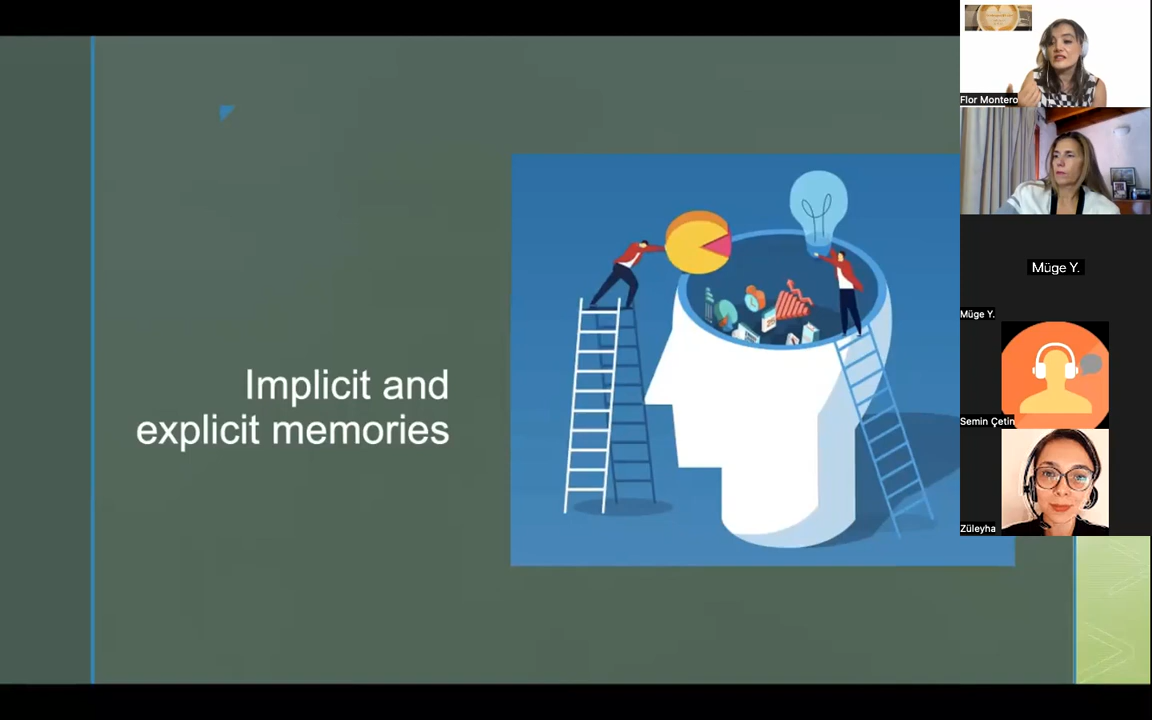 Implicit and
explicit memories
Flor Montero
Müge Y.
Müge Y.
Semin Çetin
Züleyha